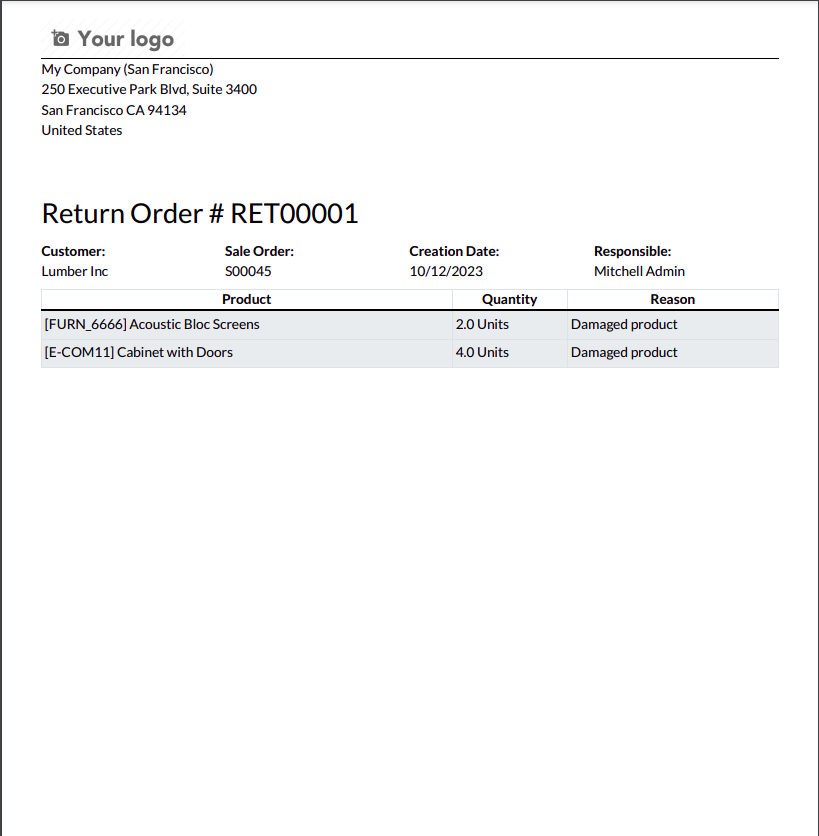 Your logo
My Company (San Francisco)
250 Executive Park Blvd, Suite 3400
San Francisco CA 94134
United States
Return Order # RET00001
Customer: Sale Order: Creation Date: Responsible:
Lumber Inc S00045 10/12/2023 Mitchell Admin
Product Quantity Reason
[FURN_6666] Acoustic Bloc Screens 2.0 Units Damaged product
[E-COM11] Cabinet with Doors 4.0 Units Damaged product